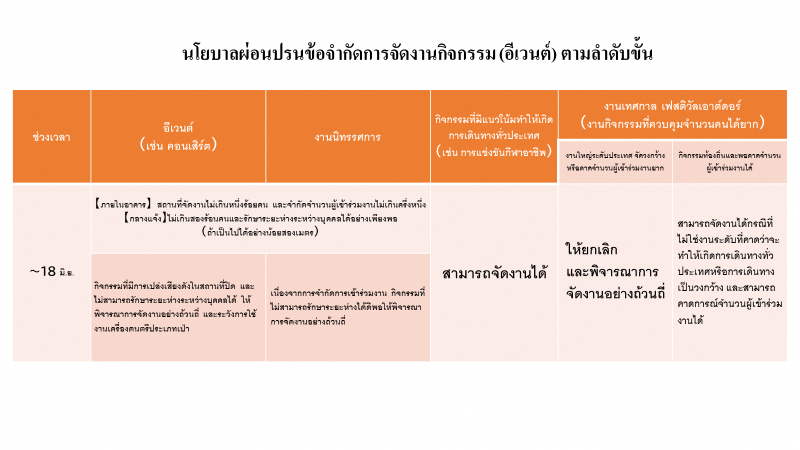 นโยบาลผ่อนปรนข้อจำกัดการจัดงานกิจกรรม (อีเวนต์) ตามลำดับขั้น
ช่วงเวลา
อีเวนต์
(เช่น คอนเสิร์ต)
งานนิทรรศการ
กิจกรรมที่มีแนวโน้มทำให้เกิด
การเดินทางทั่วประเทศ
(เช่น การแข่งขันกีฬาอาชีพ)
งานเทศกาล เฟสติวัลเอาต์ดอร์
(งานกิจกรรมที่ควบคุมจำนวนคนได้ยาก)
งานใหญ่ระดับประเทศ จัดวงกว้าง
หรือคาดจำนวนผู้เข้าร่วมงานยาก
กิจกรรมท้องถิ่นและพอคาดจำนวน
ผู้เข้าร่วมงานได้
~18 มิ.ย.
【ภายในอาคาร】 สถานที่จัดงานไม่เกินหนึ่งร้อยคน และจำกัดจำนวนผู้เข้าร่วมงานไม่เกินครึ่งหนึ่ง
【กลางแจ้ง】ไม่เกินสองร้อนคนและรักษาระยะห่างระหว่างบุคคลได้อย่างเพียงพอ
(ถ้าเป็นไปได้อย่างน้อยสองเมตร)
กิจกรรมที่มีการเปล่งเสียงดังในสถานที่ปิด และ
ไม่สามารถรักษาระยะห่างระหว่างบุคคลได้ ให้
พิจารณาการจัดงานอย่างถ้วนถี่ และระวังการใช้
งานเครื่องดนตรีประเภทเป่า
เนื่องจากการจำกัดการเข้าร่วมงาน กิจกรรมที่
ไม่สามารถรักษาระยะห่างได้ดีพอให้พิจารณา
การจัดงานอย่างถ้วนถี่
สามารถจัดงานได้
ให้ยกเลิก
และพิจารณาการ
จัดงานอย่างถ้วนถี่
สามารถจัดงานได้กรณีที่
ไม่ใช่งานระดับที่คาดว่าจะ
ทำให้เกิดการเดินทางทั่ว
ประเทศหรือการเดินทาง
เป็นวงกว้าง และสามารถ
คาดการณ์จำนวนผู้เข้าร่วม
งานได้